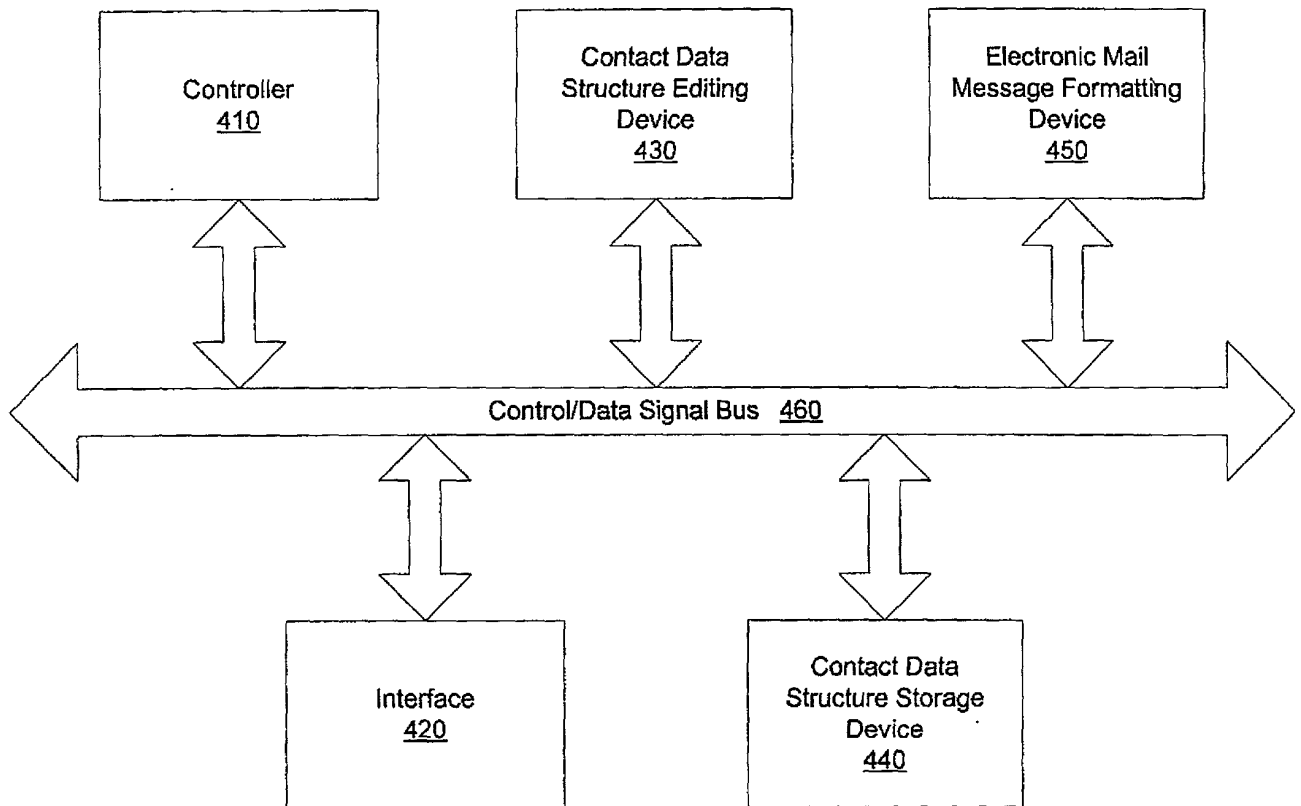 Controller
410
Contact Data
Structure Editing
Device
430
Electronic Mail
Message Formatting
Device
450
Control/Data Signal Bus 460
Interface
420
Contact Data
Structure Storage
Device
440